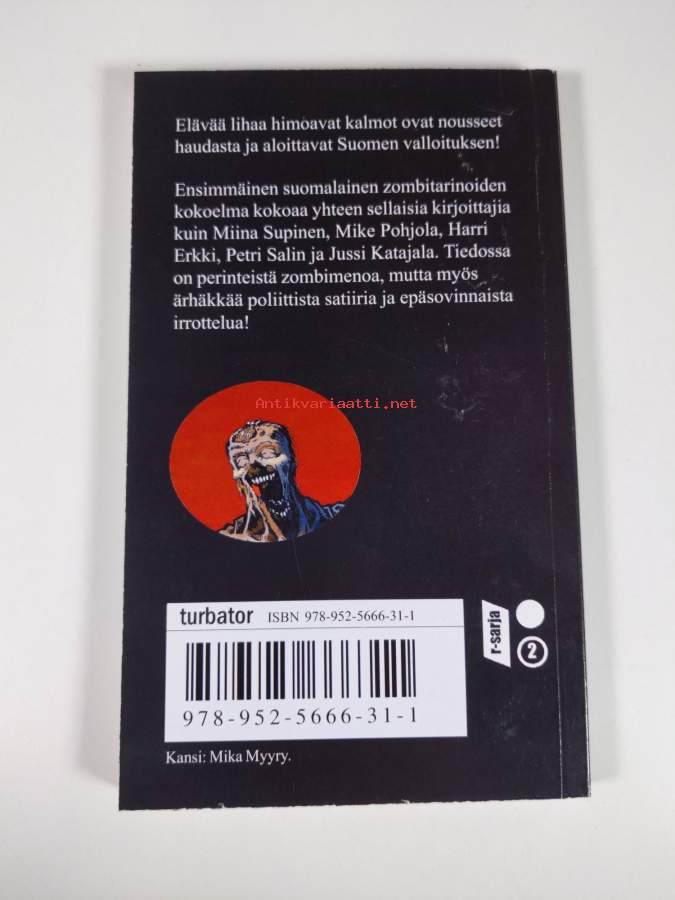 Elävää lihaa himoavat kalmot ovat nousseet
haudasta ja aloittavat Suomen valloituksen!
Ensimmäinen suomalainen zombitarinoiden
kokoelma kokoaa yhteen sellaisia kirjoittajia
kuin Miina Supinen, Mike Pohjola, Harri
Erkki, Petri Salin ja Jussi Katajala. Tiedossa
on perinteistä zombimenoa, mutta myös
ärhäkkää poliittista satiiria ja epäsovinnaista
irrottelua!
Antikvariaatti.net
turbator ISBN 978-952-5666-31-1
978-952-5666-31-1
r-sarja
2
Kansi: Mika Myyry.